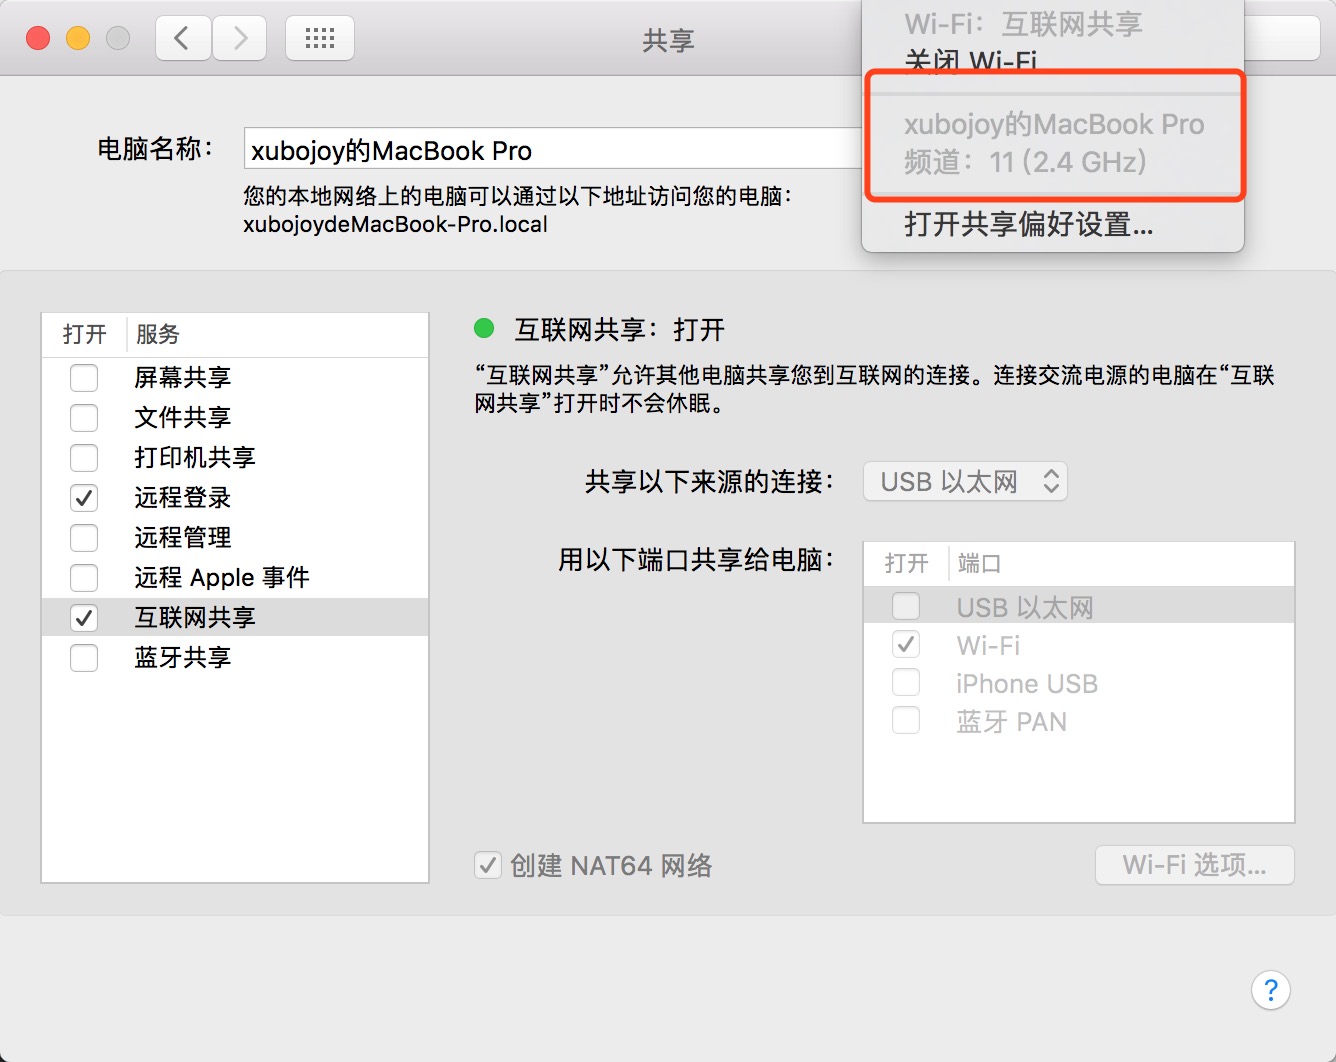 共享
Wi-Fi：互联网共享
关闭 Wi-Fi
xubojoy的MacBook Pro
频道：11 (2.4 GHz)
打开共享偏好设置...
电脑名称：
xubojoy的MacBook Pro
您的本地网络上的电脑可以通过以下地址访问您的电脑：
xubojoydeMacBook-Pro.local
打开 服务
屏幕共享
文件共享
打印机共享
远程登录
远程管理
远程 Apple 事件
互联网共享
蓝牙共享
互联网共享：打开
“互联网共享”允许其他电脑共享您到互联网的连接。连接交流电源的电脑在“互联
网共享”打开时不会休眠。
共享以下来源的连接：
USB 以太网
用以下端口共享给电脑：
打开 端口
USB 以太网
Wi-Fi
iPhone USB
蓝牙 PAN
创建 NAT64 网络
Wi-Fi 选项...
?